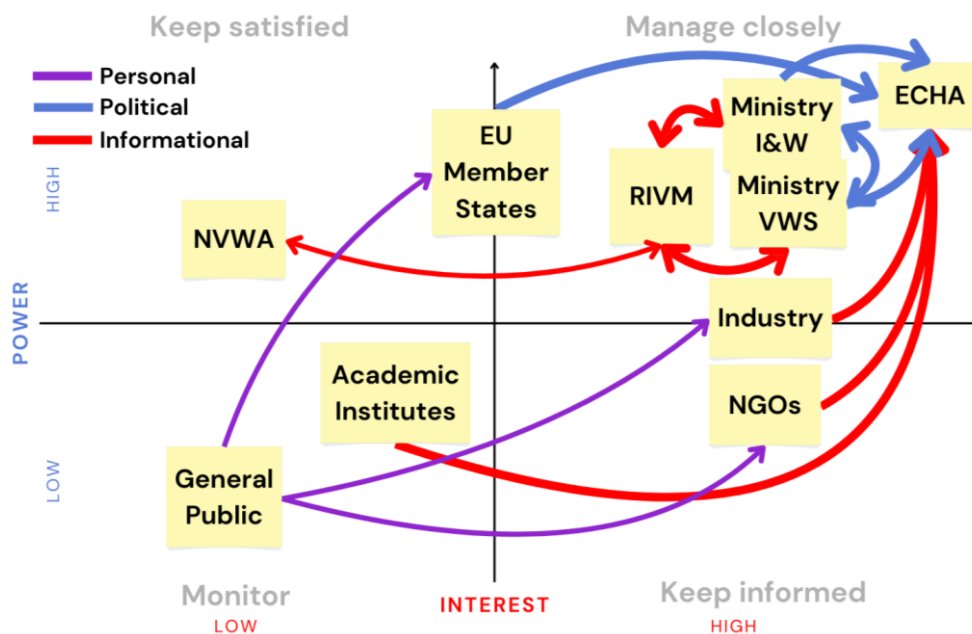 Keep satisfied
Manage closely
Personal
Political
Informational
ECHA
Ministry
I&W
EU
Member
States
RIVM
Ministry
VWS
HIGH
NVWA
POWER
Industry
Academic
Institutes
NGOs
LOW
General
Public
Monitor
INTEREST
Keep informed
LOW
HIGH